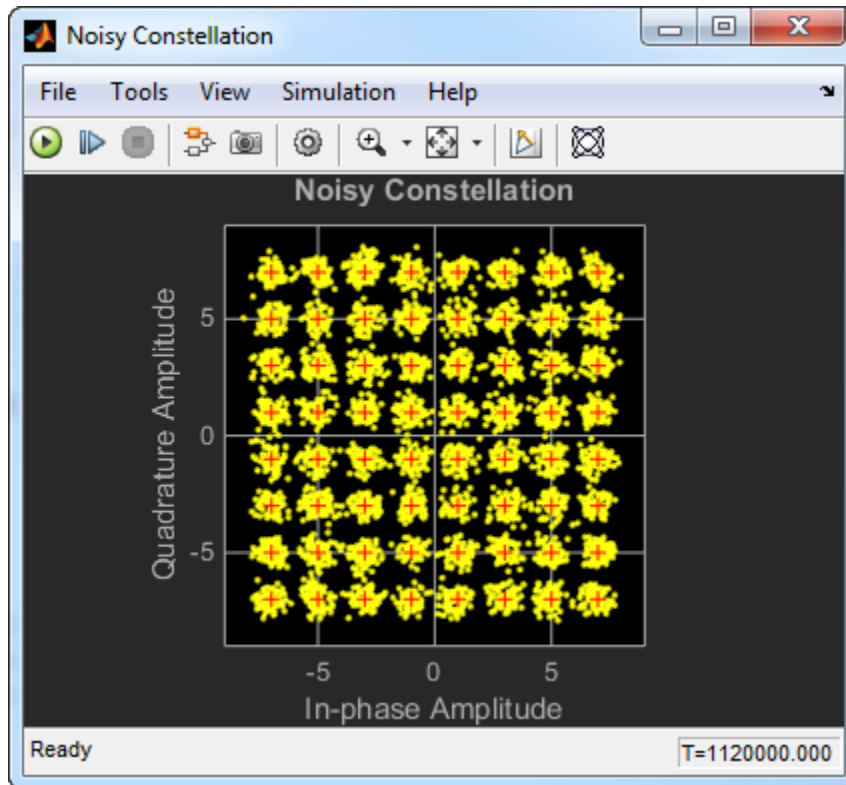 Noisy Constellation
File Tools View Simulation Help
Noisy Constellation
Quadrature Amplitude
5
0
-5
-5 0 5
In-phase Amplitude
Ready T=1120000.000